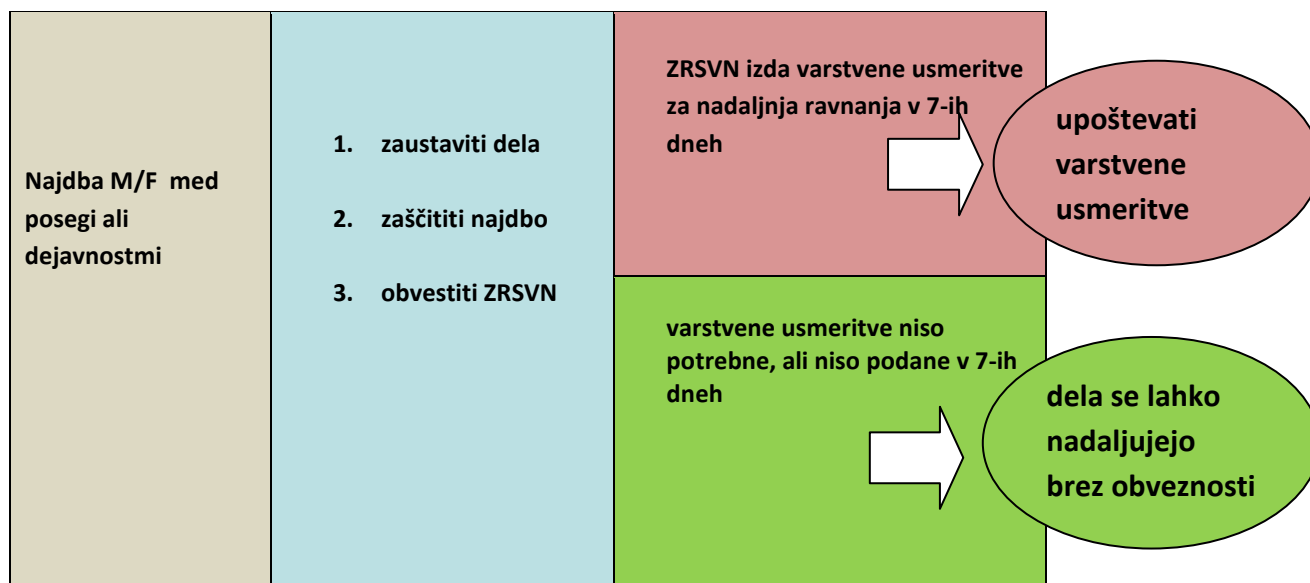 Najdba M/F med
posegi ali
dejavnostmi
1. zaustaviti dela
2. zaščititi najdbo
3. obvestiti ZRSVN
ZRSVN izda varstvene usmeritve
za nadaljnja ravnanja v 7-ih
dneh
upoštevati
varstvene
usmeritve
varstvene usmeritve niso
potrebne, ali niso podane v 7-ih
dneh
dela se lahko
nadaljujejo
brez obveznosti